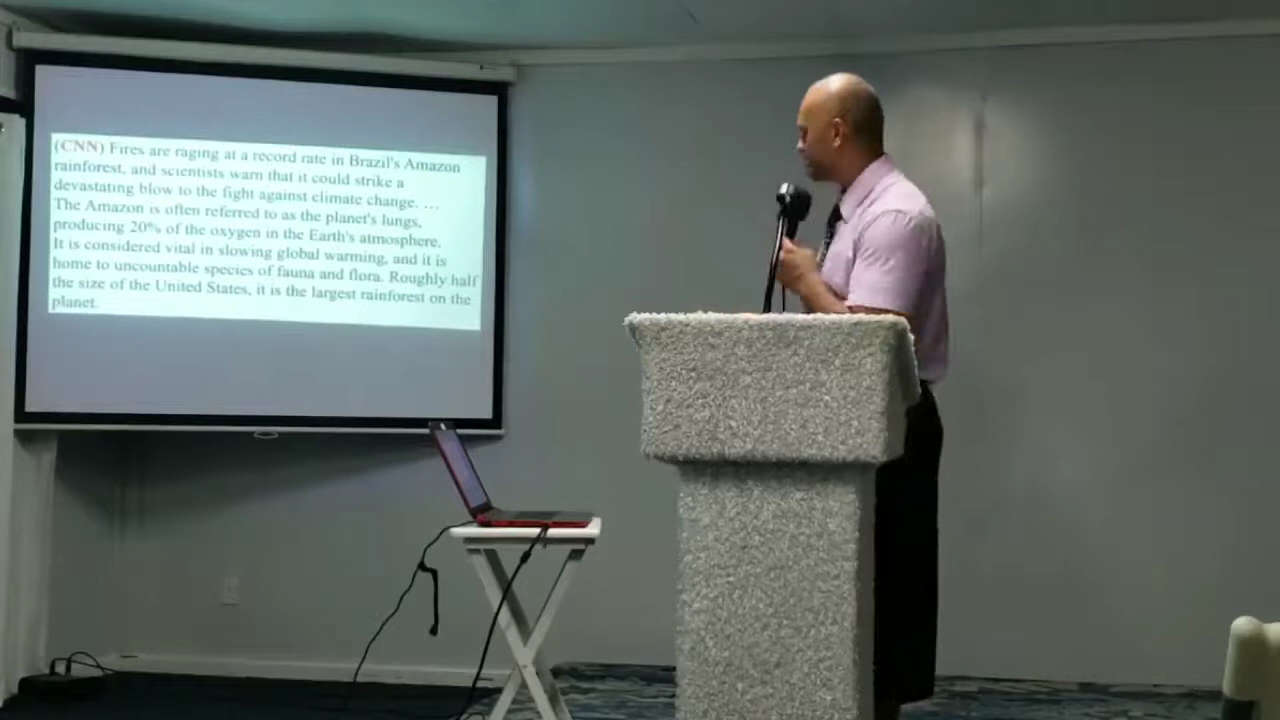 (CNN) Fires are raging at a record rate in Brazil's Amazon
rainforest, and scientists warn that it could strike a
devastating blow to the fight against climate change. …
The Amazon is often referred to as the planet's lungs,
producing 20% of the oxygen in the Earth's atmosphere.
It is considered vital in slowing global warming, and it is
home to uncountable species of fauna and flora. Roughly half
the size of the United States, it is the largest rainforest on the
planet.